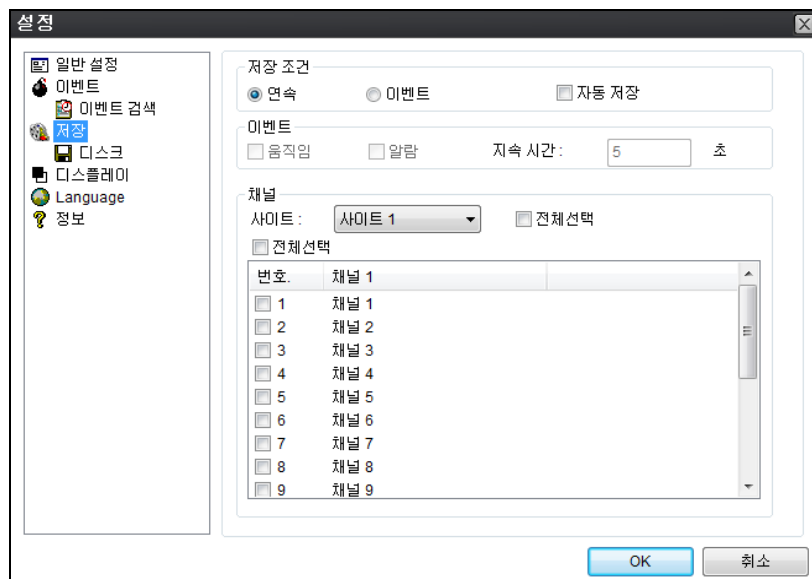 설정
일반 설정
이벤트
이벤트 검색
저장
디스크
디스플레이
Language
정보
저장 조건
연속 이벤트 자동 저장
이벤트
움직임 알람 지속 시간 : 5 초
채널
사이트 : 사이트 1 전체선택
전체선택
번호. 채널 1
1 채널 1
2 채널 2
3 채널 3
4 채널 4
5 채널 5
6 채널 6
7 채널 7
8 채널 8
9 채널 9
OK 취소